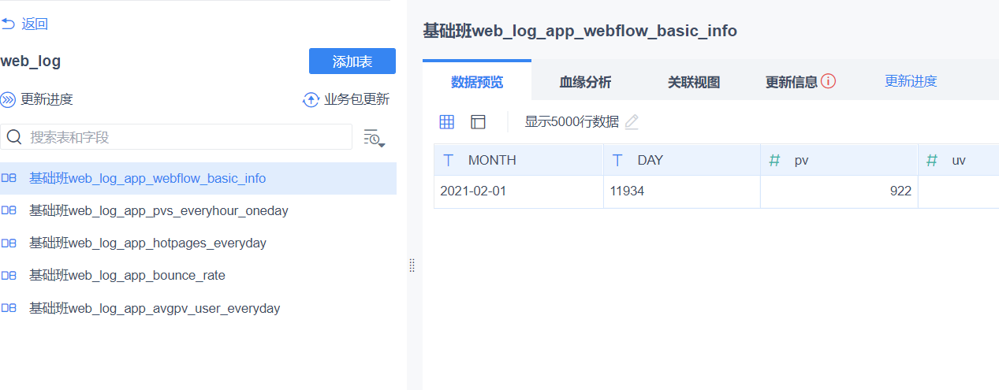 返回
web_log
添加表
更新进度
业务包更新
搜索表和字段
基础班web_log_app_webflow_basic_info
基础班web_log_app_pvs_everyhour_oneday
基础班web_log_app_hotpages_everyday
基础班web_log_app_bounce_rate
基础班web_log_app_avgpv_user_everyday
基础班web_log_app_webflow_basic_info
数据预览 血缘分析 关联视图 更新信息 更新进度
显示5000行数据
MONTH DAY pv uv
2021-02-01 11934 922